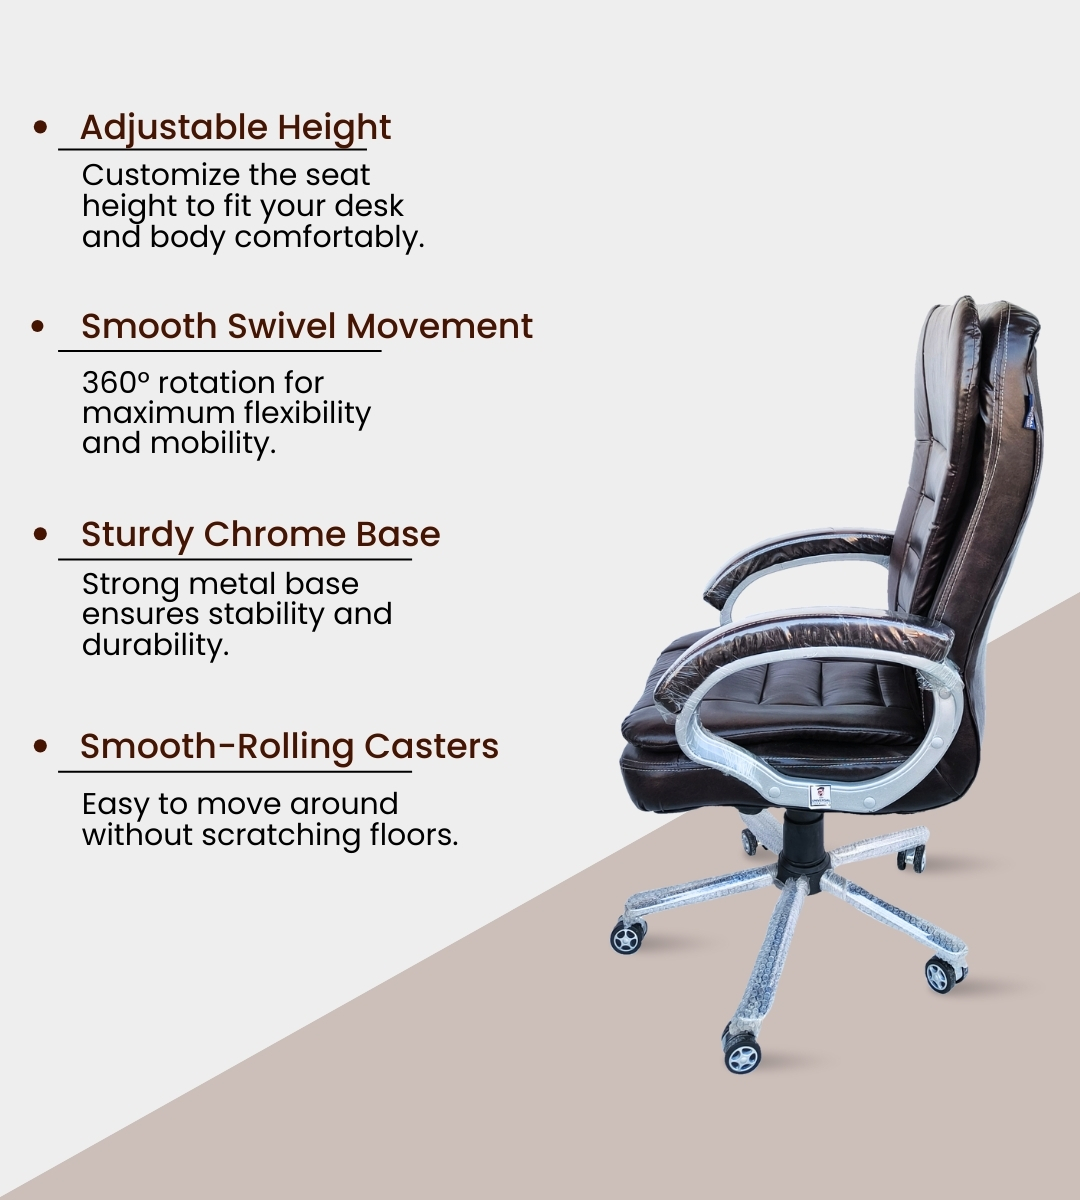 • Adjustable Height
Customize the seat
height to fit your desk
and body comfortably.
• Smooth Swivel Movement
360° rotation for
maximum flexibility
and mobility.
• Sturdy Chrome Base
Strong metal base
ensures stability and
durability.
• Smooth-Rolling Casters
Easy to move around
without scratching floors.